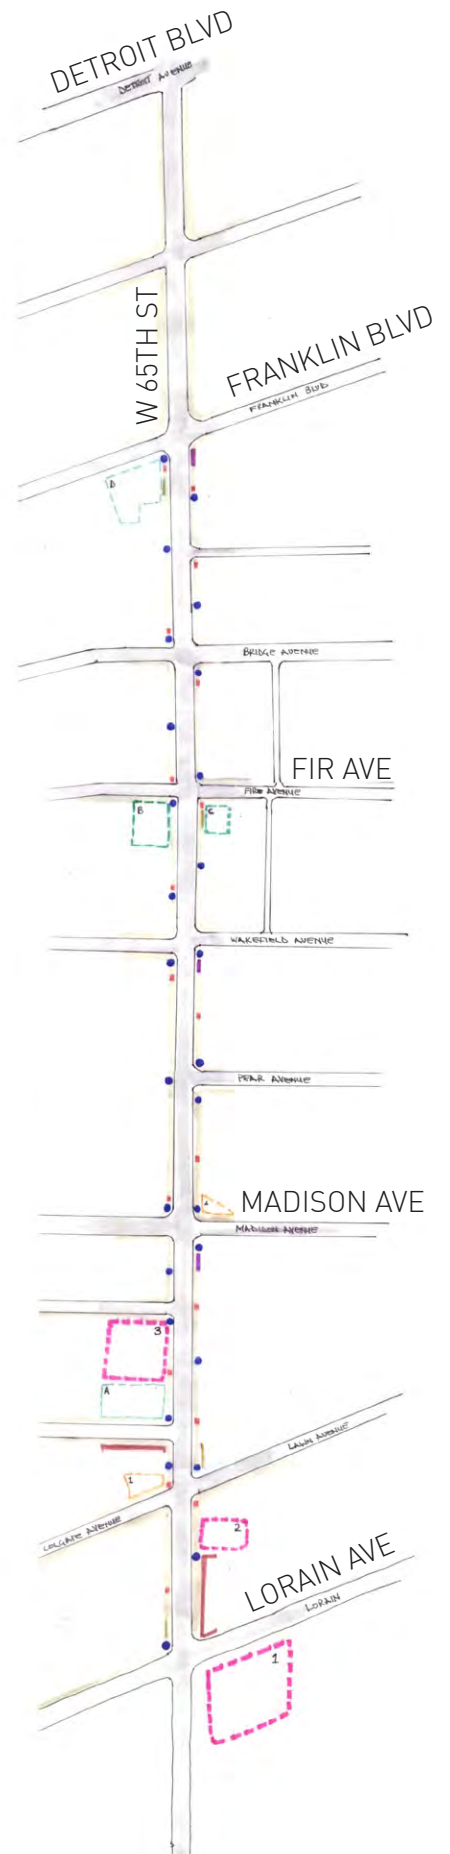 DETROIT BLVD
DETROIT AVENUE
W 65TH ST
FRANKLIN BLVD
FRANKLIN BLVD
D
BRIDGE AVENUE
FIR AVE
FIR AVENUE
B
C
WAKEFIELD AVENUE
PEAR AVENUE
2
MADISON AVE
MADISON AVENUE
3
A
LAWN AVENUE
1
COLGATE AVENUE
2
LORAIN AVE
LORAIN
1
S